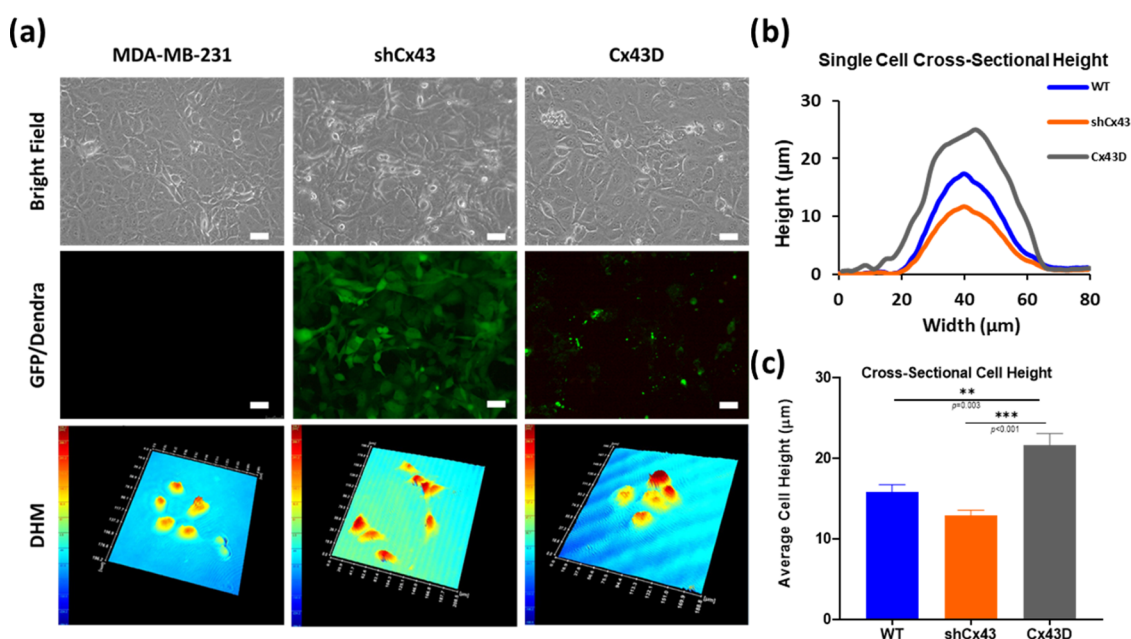 (a)
MDA-MB-231
shCx43
Cx43D
Bright Field
GFP/Dendra
DHM
(b)
Single Cell Cross-Sectional Height
WT
shCx43
Cx43D
Height (µm)
30
20
10
0
0 20 40 60 80
Width (µm)
(c)
Cross-Sectional Cell Height
**
p=0.003
***
p<0.001
Average Cell Height (µm)
30
20
10
0
WT shCx43 Cx43D